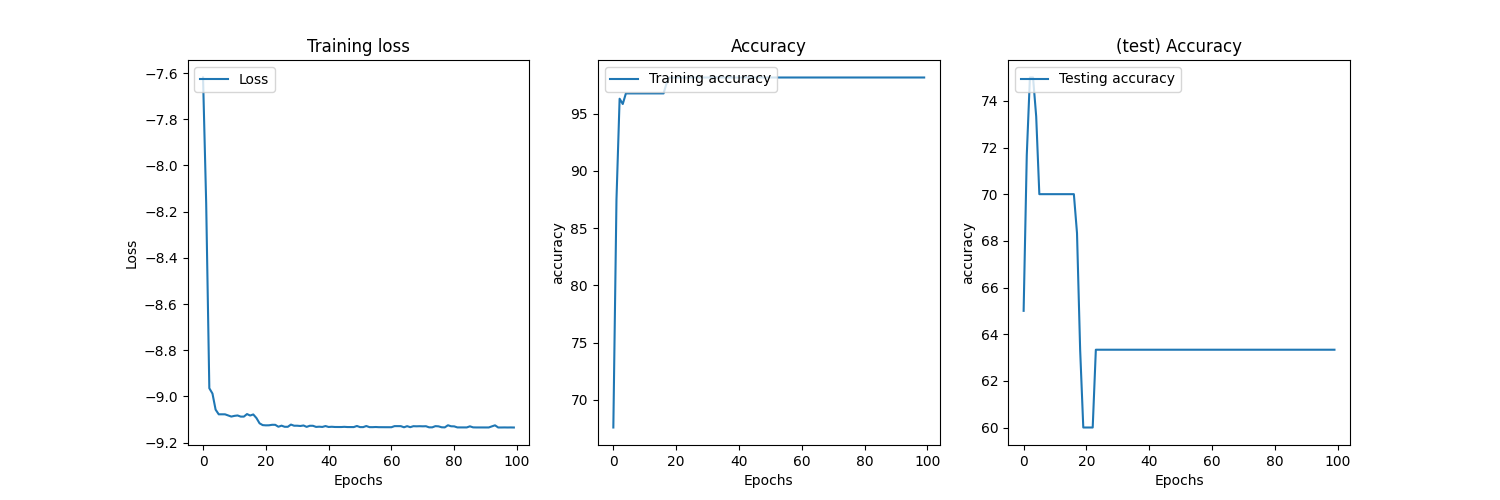 Training loss
Loss
−7.6
−7.8
−8.0
−8.2
−8.4
−8.6
−8.8
−9.0
−9.2
Loss
0 20 40 60 80 100
Epochs
Accuracy
Training accuracy
95
90
85
80
75
70
accuracy
0 20 40 60 80 100
Epochs
(test) Accuracy
Testing accuracy
74
72
70
68
66
64
62
60
accuracy
0 20 40 60 80 100
Epochs